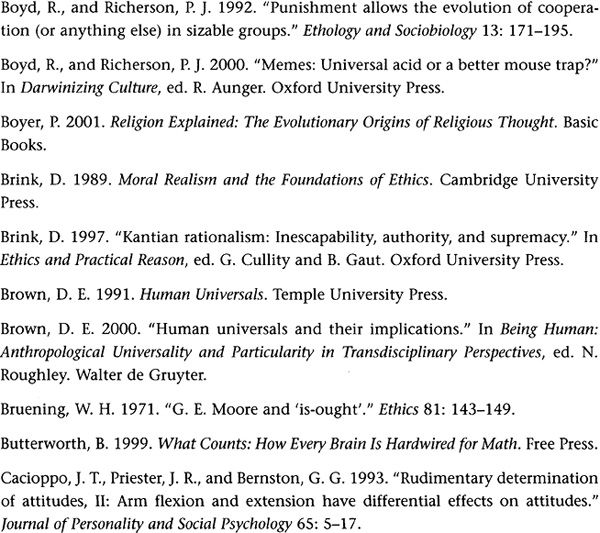 Boyd, R., and Richerson, P. J. 1992. “Punishment allows the evolution of coopera-
tion (or anything else) in sizable groups.” Ethology and Sociobiology 13: 171–195.
Boyd, R., and Richerson, P. J. 2000. “Memes: Universal acid or a better mouse trap?”
In Darwinizing Culture, ed. R. Aunger. Oxford University Press.
Boyer, P. 2001. Religion Explained: The Evolutionary Origins of Religious Thought. Basic
Books.
Brink, D. 1989. Moral Realism and the Foundations of Ethics. Cambridge University
Press.
Brink, D. 1997. “Kantian rationalism: Inescapability, authority, and supremacy.” In
Ethics and Practical Reason, ed. G. Cullity and B. Gaut. Oxford University Press.
Brown, D. E. 1991. Human Universals. Temple University Press.
Brown, D. E. 2000. “Human universals and their implications.” In Being Human:
Anthropological Universality and Particularity in Transdisciplinary Perspectives, ed. N.
Roughley. Walter de Gruyter.
Bruening, W. H. 1971. “G. E. Moore and ‘is-ought’.” Ethics 81: 143–149.
Butterworth, B. 1999. What Counts: How Every Brain Is Hardwired for Math. Free Press.
Cacioppo, J. T., Priester, J. R., and Bernston, G. G. 1993. “Rudimentary determination
of attitudes, II: Arm flexion and extension have differential effects on attitudes.”
Journal of Personality and Social Psychology 65: 5–17.